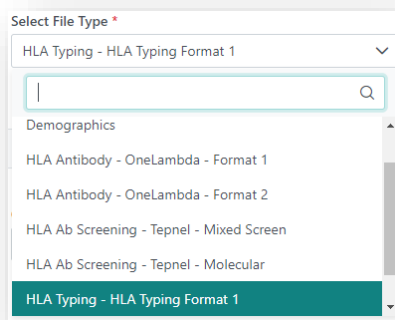 Select File Type *
HLA Typing - HLA Typing Format 1
Demographics
HLA Antibody - OneLambda - Format 1
HLA Antibody - OneLambda - Format 2
HLA Ab Screening - Tepnel - Mixed Screen
HLA Ab Screening - Tepnel - Molecular
HLA Typing - HLA Typing Format 1